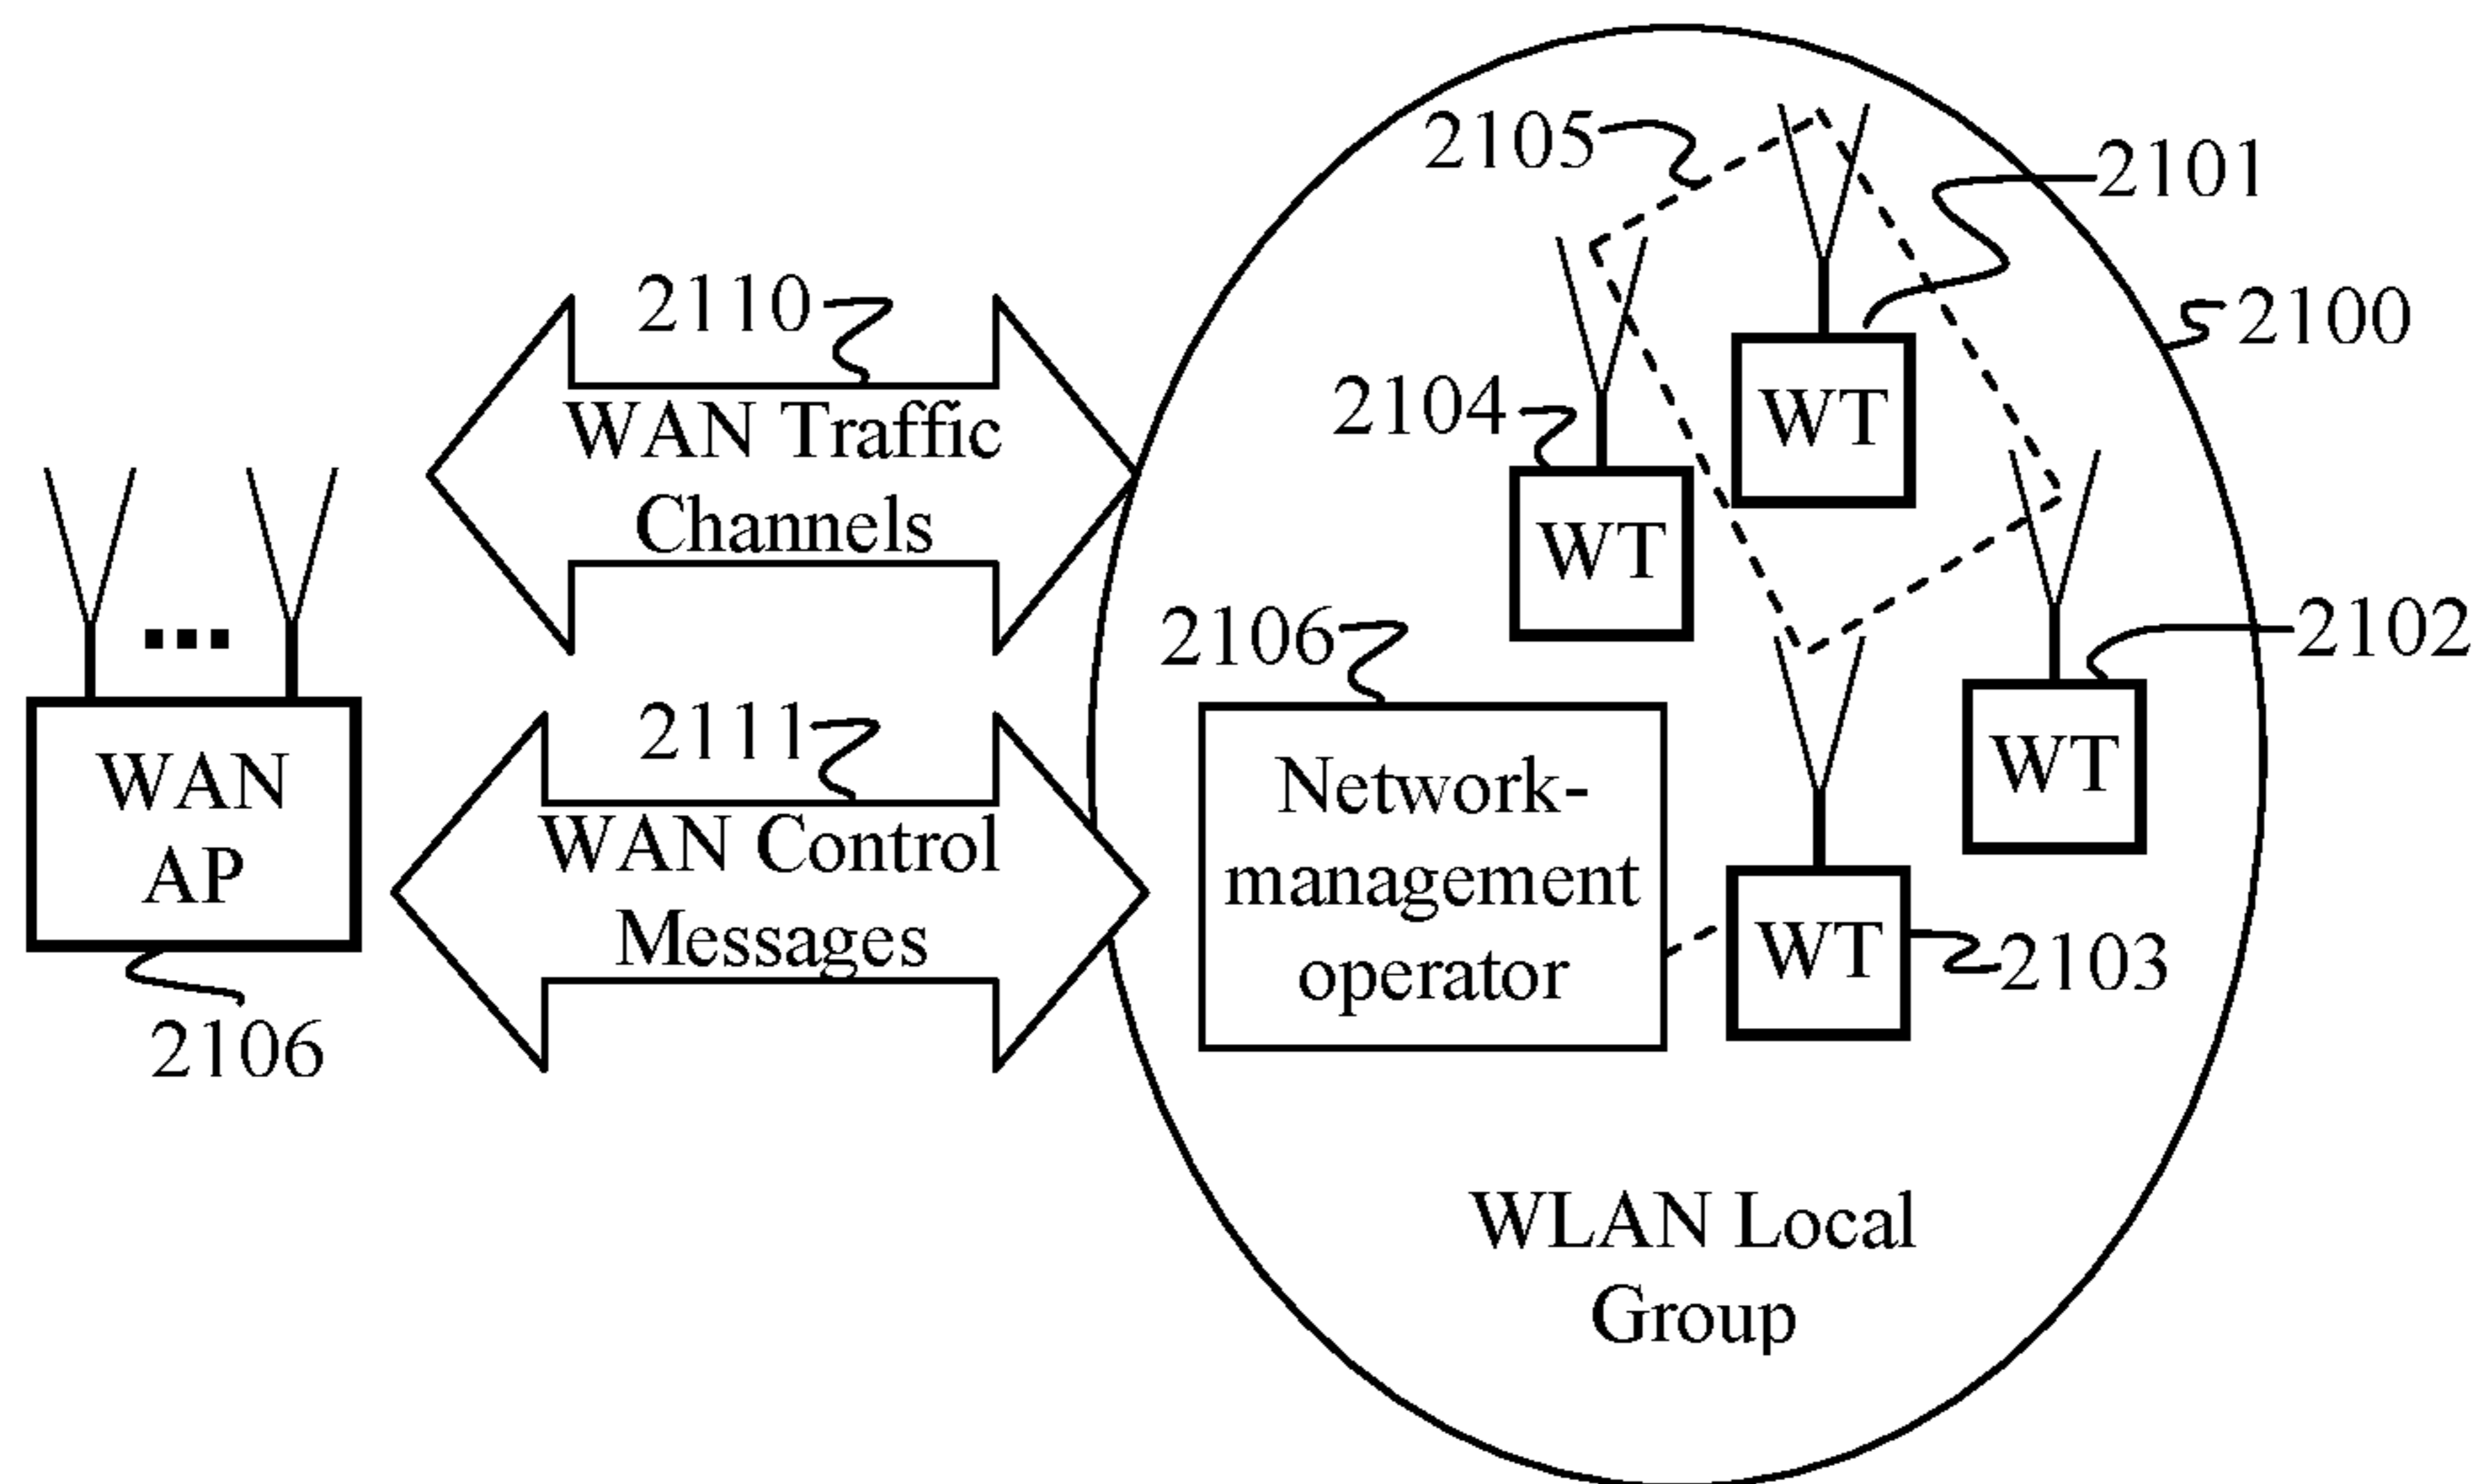 2105
2101
2110
2100
WAN Traffic
Channels
2104
WT
WT
2106
2102
2111
WAN
AP
WAN Control
Messages
Network-
management
operator
WT
WT
2103
2106
WLAN Local
Group